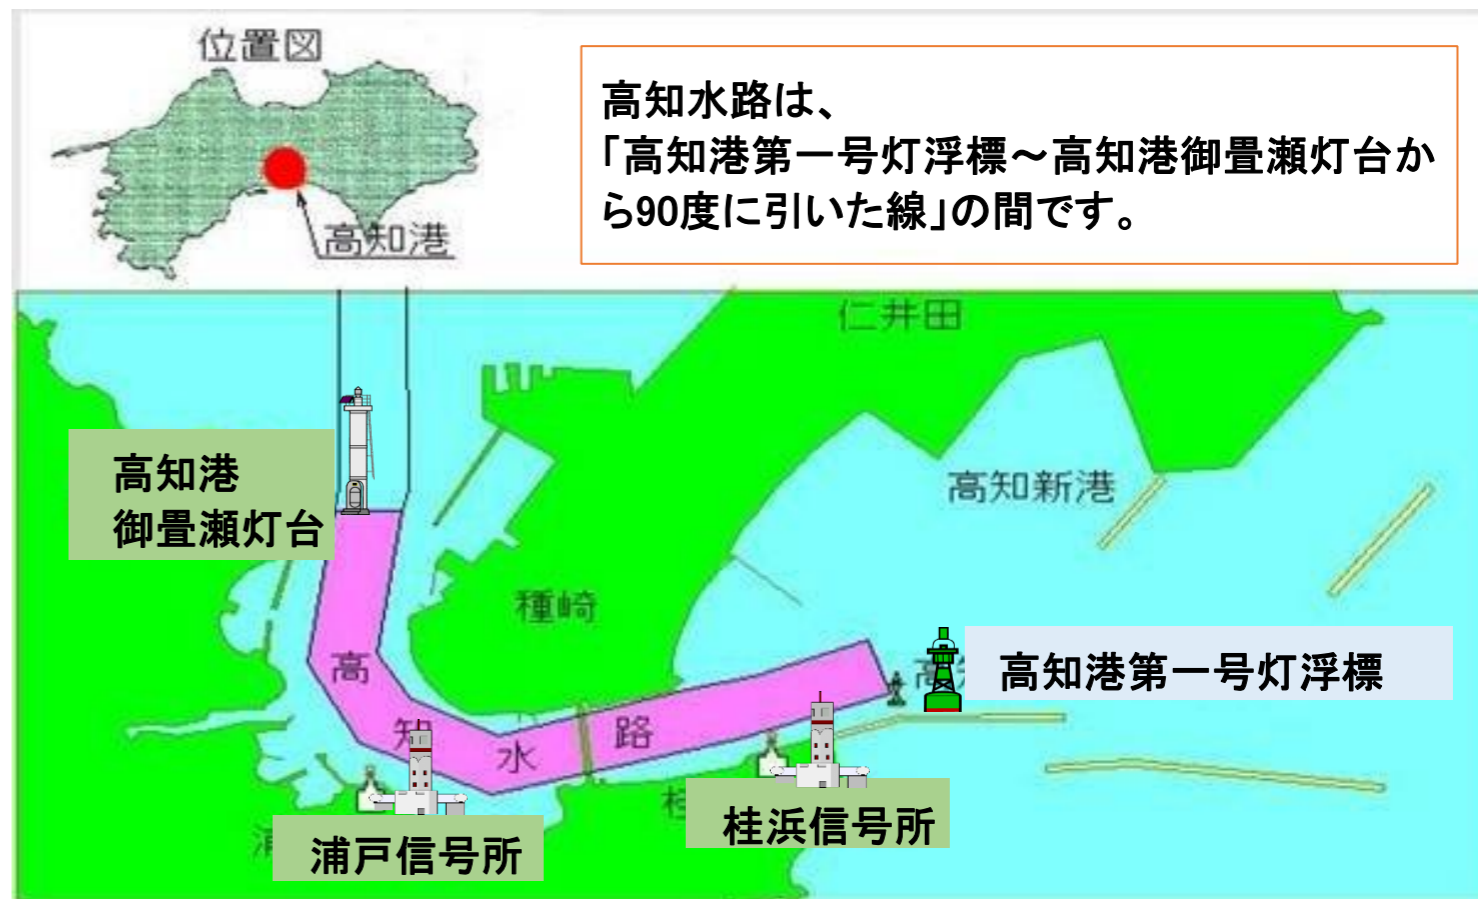 位置図
高知港
高知水路は、
「高知港第一号灯浮標～高知港御畳瀬灯台か
ら90度に引いた線」の間です。
仁井田
高知港
御畳瀬灯台
高知新港
種崎
高知水路
高知港第一号灯浮標
桂浜信号所
浦戸信号所